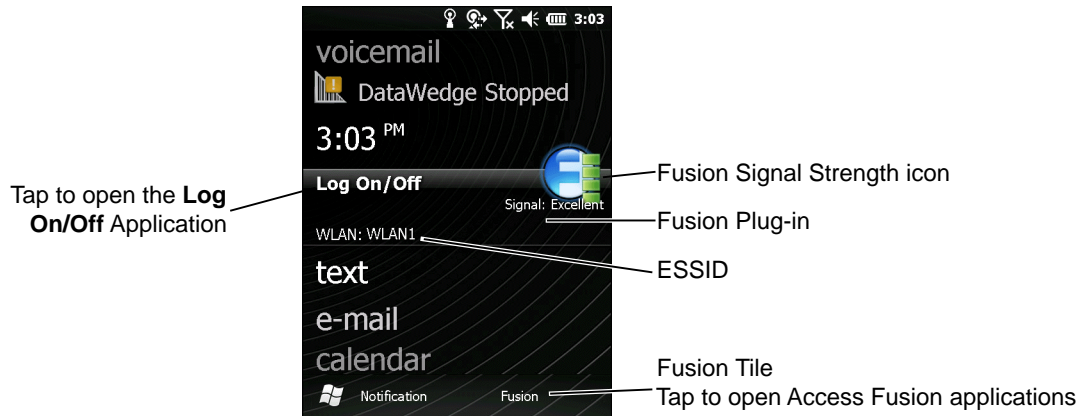 3:03
voicemail
DataWedge Stopped
3:03 PM
Log On/Off
Signal: Excellent
WLAN: WLAN1
text
e-mail
calendar
Notification Fusion
Tap to open the Log
On/Off Application
Fusion Signal Strength icon
Fusion Plug-in
ESSID
Fusion Tile
Tap to open Access Fusion applications